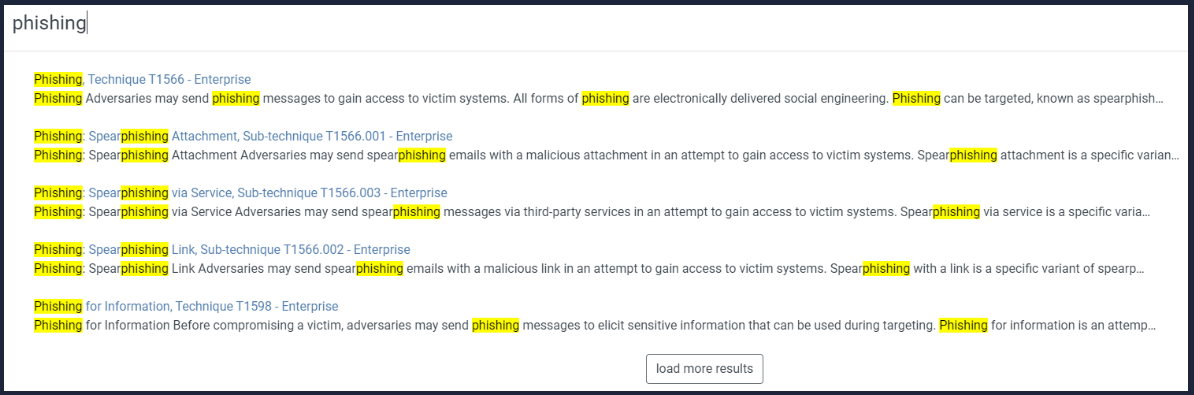 phishing
Phishing, Technique T1566 - Enterprise
Phishing Adversaries may send phishing messages to gain access to victim systems. All forms of phishing are electronically delivered social engineering. Phishing can be targeted, known as spearphish...
Phishing: Spearphishing Attachment, Sub-technique T1566.001 - Enterprise
Phishing: Spearphishing Attachment Adversaries may send spearphishing emails with a malicious attachment in an attempt to gain access to victim systems. Spearphishing attachment is a specific varian...
Phishing: Spearphishing via Service, Sub-technique T1566.003 - Enterprise
Phishing: Spearphishing via Service Adversaries may send spearphishing messages via third-party services in an attempt to gain access to victim systems. Spearphishing via service is a specific varia...
Phishing: Spearphishing Link, Sub-technique T1566.002 - Enterprise
Phishing: Spearphishing Link Adversaries may send spearphishing emails with a malicious link in an attempt to gain access to victim systems. Spearphishing with a link is a specific variant of spearp...
Phishing for Information, Technique T1598 - Enterprise
Phishing for Information Before compromising a victim, adversaries may send phishing messages to elicit sensitive information that can be used during targeting. Phishing for information is an attemp...
load more results